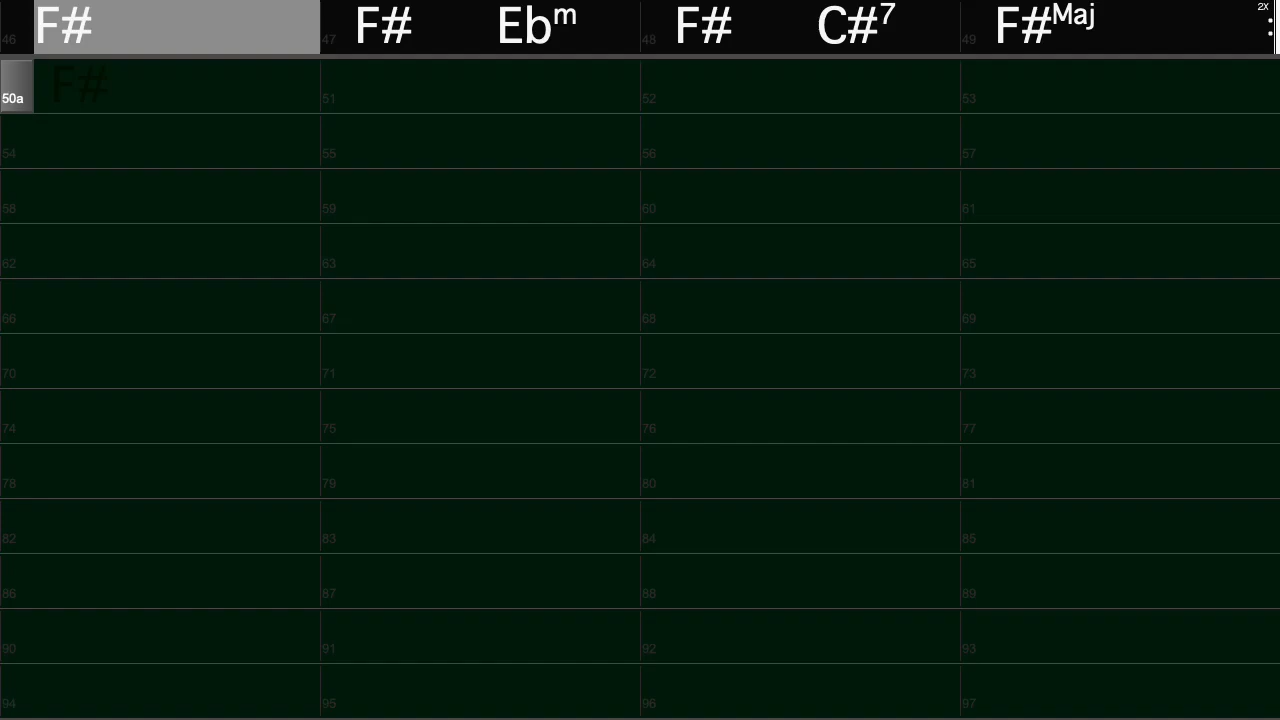 46 F# 47 F# Ebm 48 F# C#7 49 F#Maj 2X :
50a F# 51 52 53
54 55 56 57
58 59 60 61
62 63 64 65
66 67 68 69
70 71 72 73
74 75 76 77
78 79 80 81
82 83 84 85
86 87 88 89
90 91 92 93
94 95 96 97